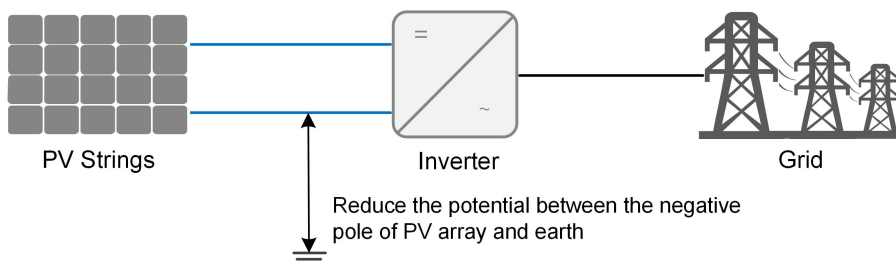 =
~
PV Strings
Inverter
Grid
Reduce the potential between the negative
pole of PV array and earth